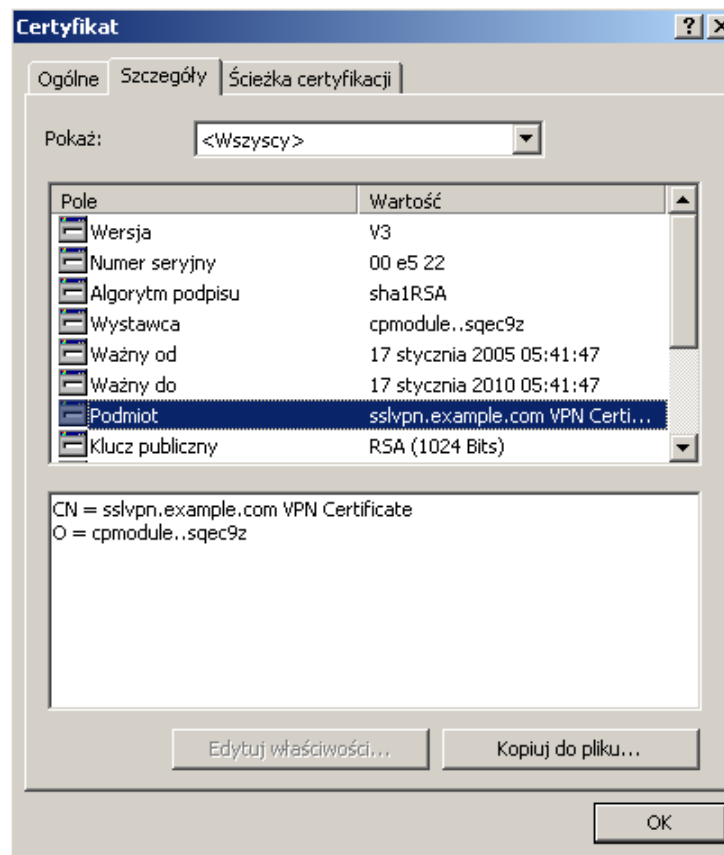 Certyfikat
Ogólne Szczegóły Ścieżka certyfikacji
Pokaż: <Wszyscy>
Pole Wartość
Wersja V3
Numer seryjny 00 e5 22
Algorytm podpisu sha1RSA
Wystawca cpmodule..sqec9z
Ważny od 17 stycznia 2005 05:41:47
Ważny do 17 stycznia 2010 05:41:47
Podmiot sslvpn.example.com VPN Certi...
Klucz publiczny RSA (1024 Bits)
CN = sslvpn.example.com VPN Certificate
O = cpmodule..sqec9z
Edytuj właściwości... Kopiuj do pliku...
OK